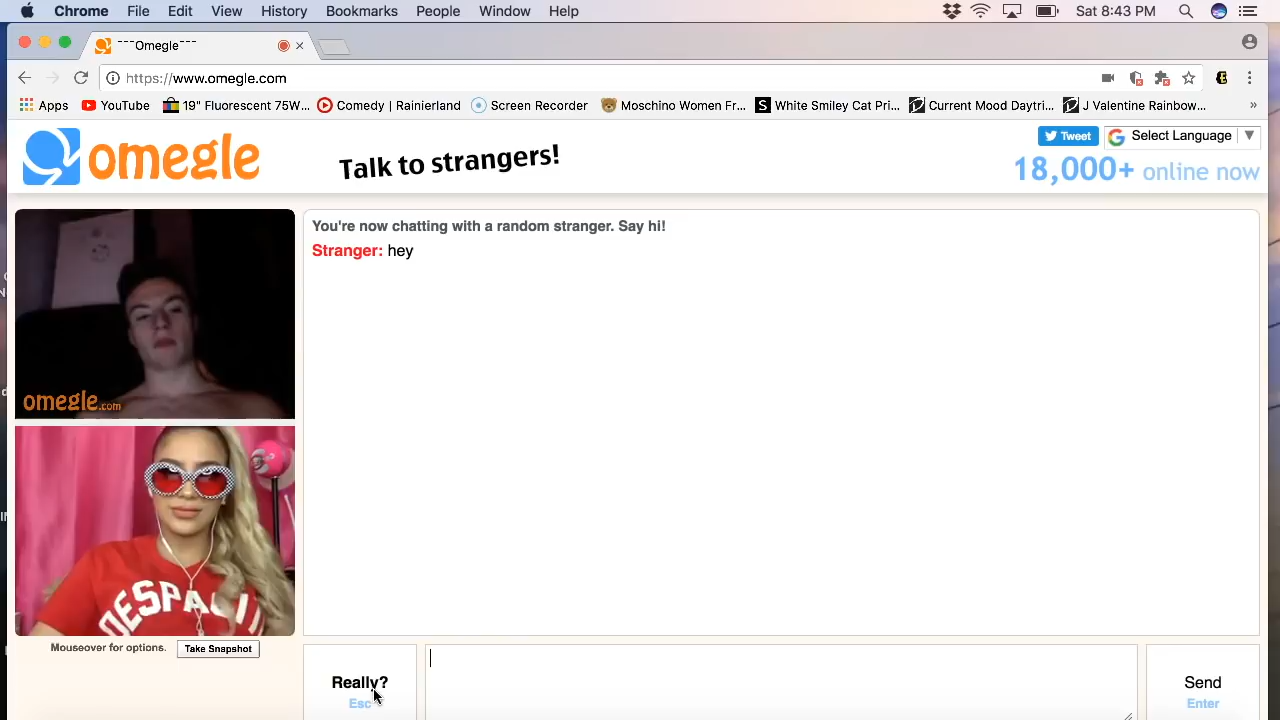 Chrome File Edit View History Bookmarks People Window Help Sat 8:43 PM
---Omegle---
https://www.omegle.com
Apps YouTube 19" Fluorescent 75W... Comedy | Rainierland Screen Recorder Moschino Women Fr... White Smiley Cat Pri... Current Mood Daytri... J Valentine Rainbow... »
omegle Talk to strangers! Tweet Select Language ▼
18,000+ online now
You're now chatting with a random stranger. Say hi!
Stranger: hey
omegle.com
Mouseover for options. Take Snapshot
Really? Send
Esc Enter